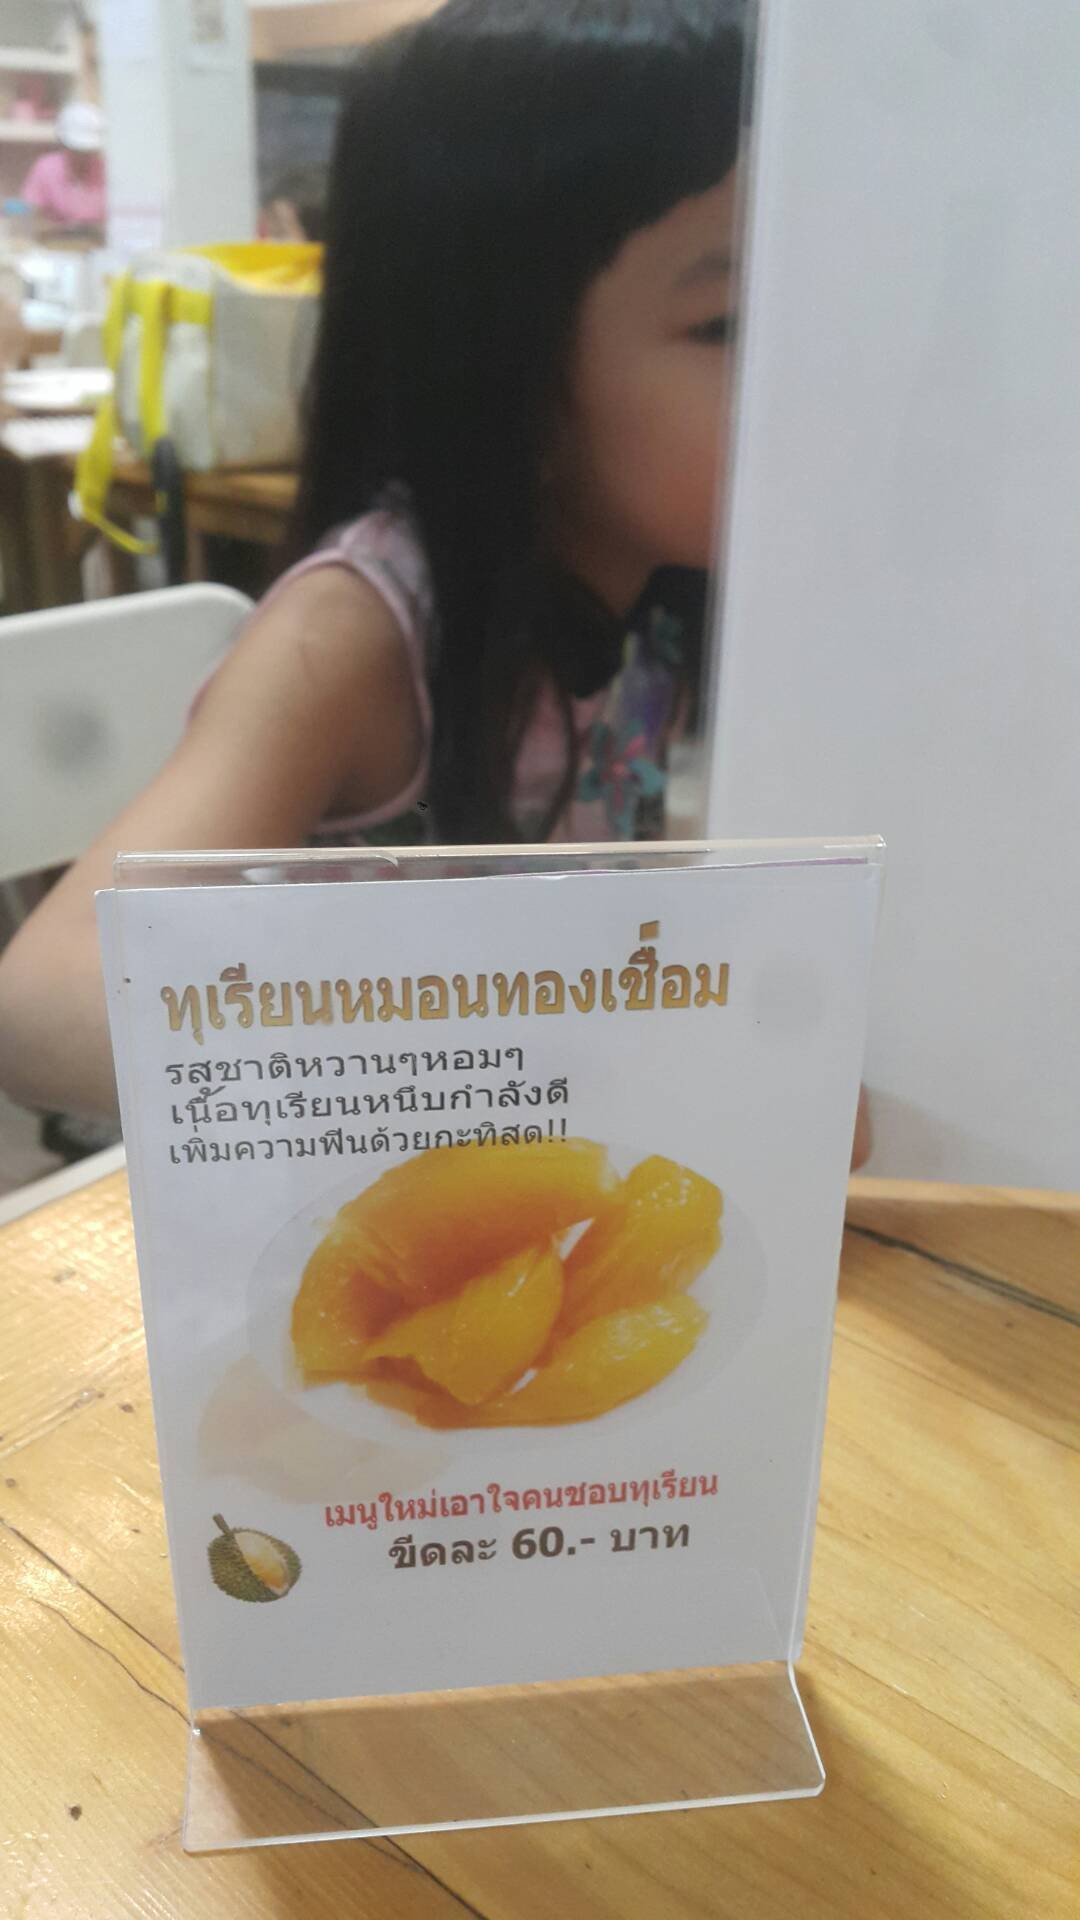 ทุเรียนหมอนทองเชื่อม
รสชาติหวานๆหอมๆ
เนื้อทุเรียนหนึบกำลังดี
เพิ่มความฟินด้วยกะทิสด!!
เมนูใหม่เอาใจคนชอบทุเรียน
ขีดละ 60.- บาท